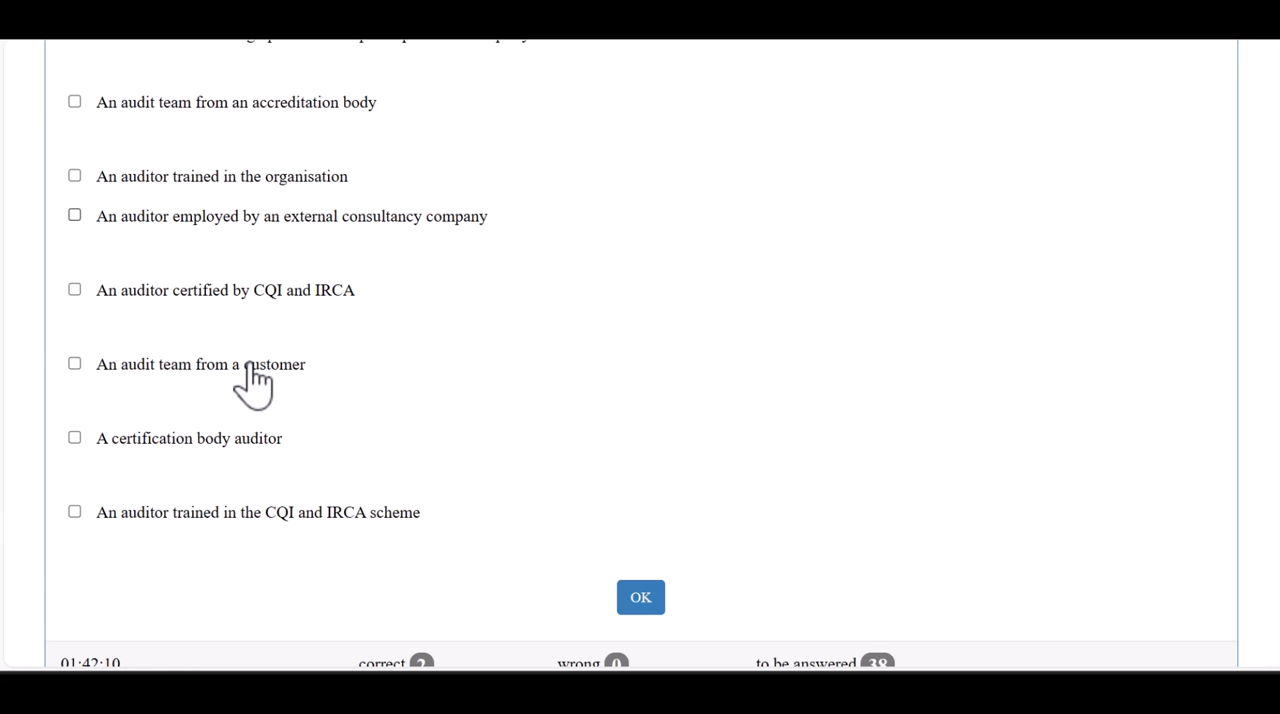 An audit team from an accreditation body
An auditor trained in the organisation
An auditor employed by an external consultancy company
An auditor certified by CQI and IRCA
An audit team from a customer
A certification body auditor
An auditor trained in the CQI and IRCA scheme
OK
01:42:10 correct 2 wrong 0 to be answered 38